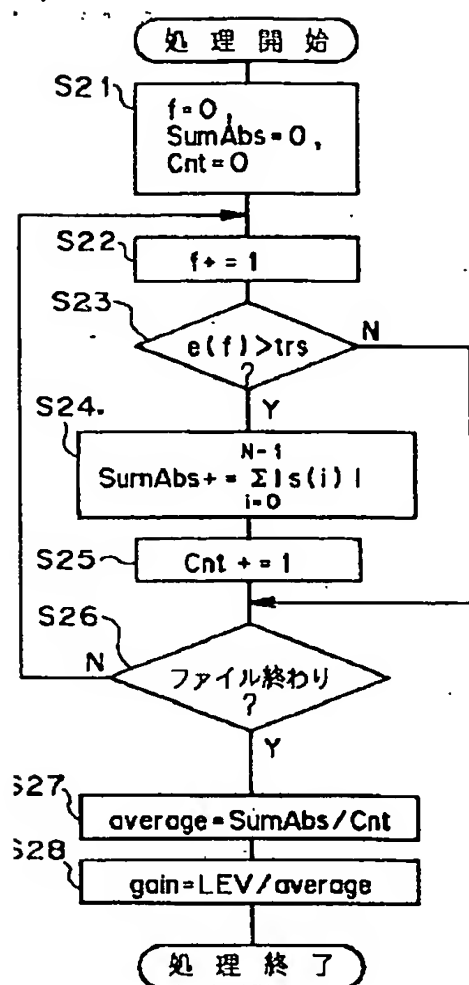 処理開始
S21
f=0,
SumAbs=0,
Cnt=0
S22
f+=1
S23
e(f)>trs
?
N
Y
S24.
N-1
SumAbs+=Σ|s(i)|
i=0
S25
Cnt+=1
S26
N
ファイル終わり
?
Y
S27
average=SumAbs/Cnt
S28
gain=LEV/average
処理終了